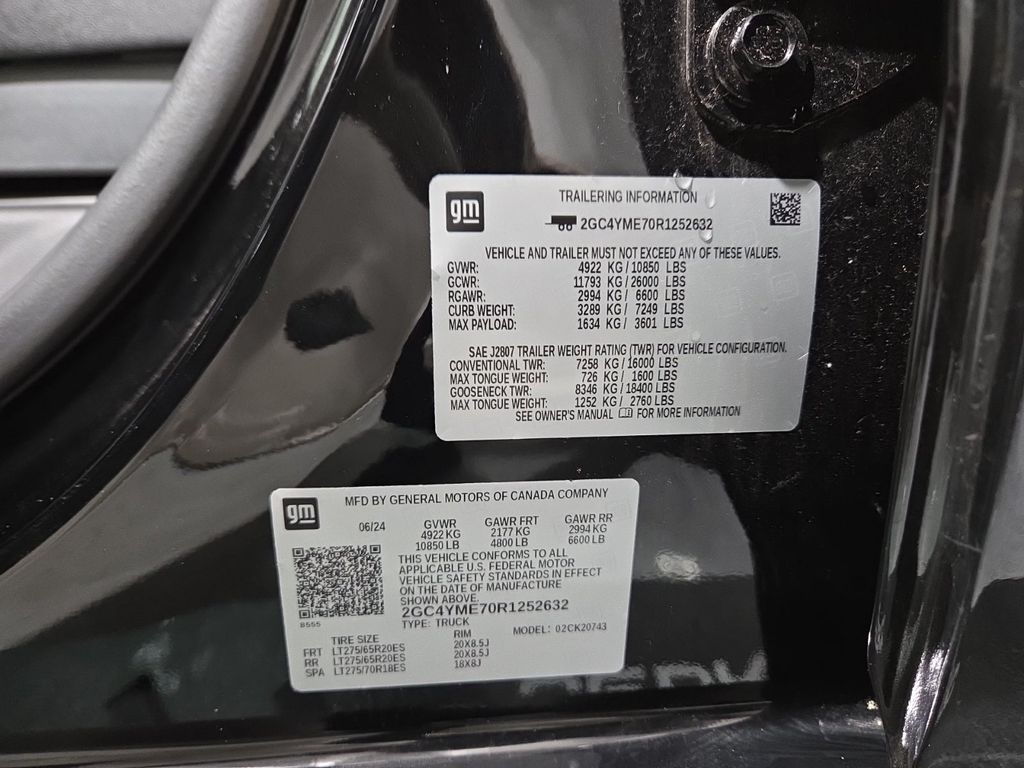 gm
TRAILERING INFORMATION
2GC4YME70R1252632
VEHICLE AND TRAILER MUST NOT EXCEED ANY OF THESE VALUES.
GVWR: 4922 KG / 10850 LBS
GCWR: 11793 KG / 26000 LBS
RGAWR: 2994 KG / 6600 LBS
CURB WEIGHT: 3289 KG / 7249 LBS
MAX PAYLOAD: 1634 KG / 3601 LBS
SAE J2807 TRAILER WEIGHT RATING (TWR) FOR VEHICLE CONFIGURATION.
CONVENTIONAL TWR: 7258 KG / 16000 LBS
MAX TONGUE WEIGHT: 726 KG / 1600 LBS
GOOSENECK TWR: 8346 KG / 18400 LBS
MAX TONGUE WEIGHT: 1252 KG / 2760 LBS
SEE OWNER'S MANUAL FOR MORE INFORMATION
gm
MFD BY GENERAL MOTORS OF CANADA COMPANY
06/24 GVWR GAWR FRT GAWR RR
4922 KG 2177 KG 2994 KG
10850 LB 4800 LB 6600 LB
THIS VEHICLE CONFORMS TO ALL
APPLICABLE U.S. FEDERAL MOTOR
VEHICLE SAFETY STANDARDS IN EFFECT
ON THE DATE OF MANUFACTURE
SHOWN ABOVE.
2GC4YME70R1252632
8555 TYPE: TRUCK MODEL: 02CK20743
TIRE SIZE RIM
FRT LT275/65R20ES 20X8.5J
RR LT275/65R20ES 20X8.5J
SPA LT275/70R18ES 18X8J